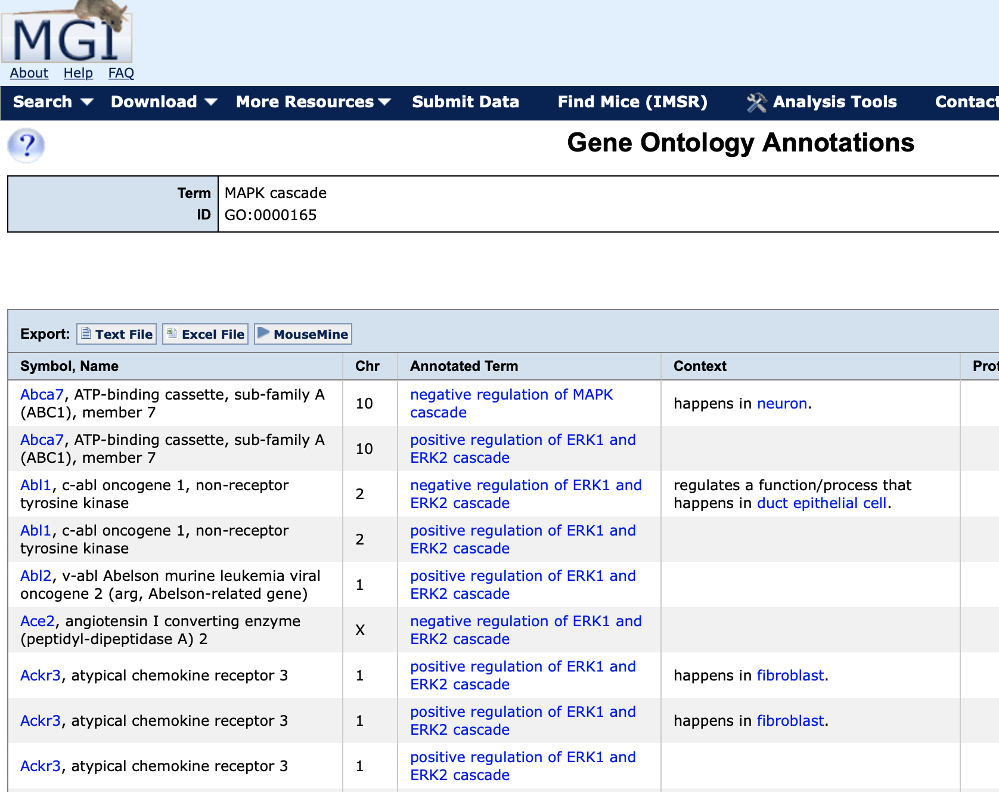 MGI
About Help FAQ
Search Download More Resources Submit Data Find Mice (IMSR) Analysis Tools Contact
?
Gene Ontology Annotations
Term MAPK cascade
ID GO:0000165
Export: Text File Excel File MouseMine
Symbol, Name Chr Annotated Term Context Prot
Abca7, ATP-binding cassette, sub-family A
(ABC1), member 7
10
negative regulation of MAPK
cascade
happens in neuron.
Abca7, ATP-binding cassette, sub-family A
(ABC1), member 7
10
positive regulation of ERK1 and
ERK2 cascade
Abl1, c-abl oncogene 1, non-receptor
tyrosine kinase
2
negative regulation of ERK1 and
ERK2 cascade
regulates a function/process that
happens in duct epithelial cell.
Abl1, c-abl oncogene 1, non-receptor
tyrosine kinase
2
positive regulation of ERK1 and
ERK2 cascade
Abl2, v-abl Abelson murine leukemia viral
oncogene 2 (arg, Abelson-related gene)
1
positive regulation of ERK1 and
ERK2 cascade
Ace2, angiotensin I converting enzyme
(peptidyl-dipeptidase A) 2
X
negative regulation of ERK1 and
ERK2 cascade
Ackr3, atypical chemokine receptor 3
1
positive regulation of ERK1 and
ERK2 cascade
happens in fibroblast.
Ackr3, atypical chemokine receptor 3
1
positive regulation of ERK1 and
ERK2 cascade
happens in fibroblast.
Ackr3, atypical chemokine receptor 3
1
positive regulation of ERK1 and
ERK2 cascade